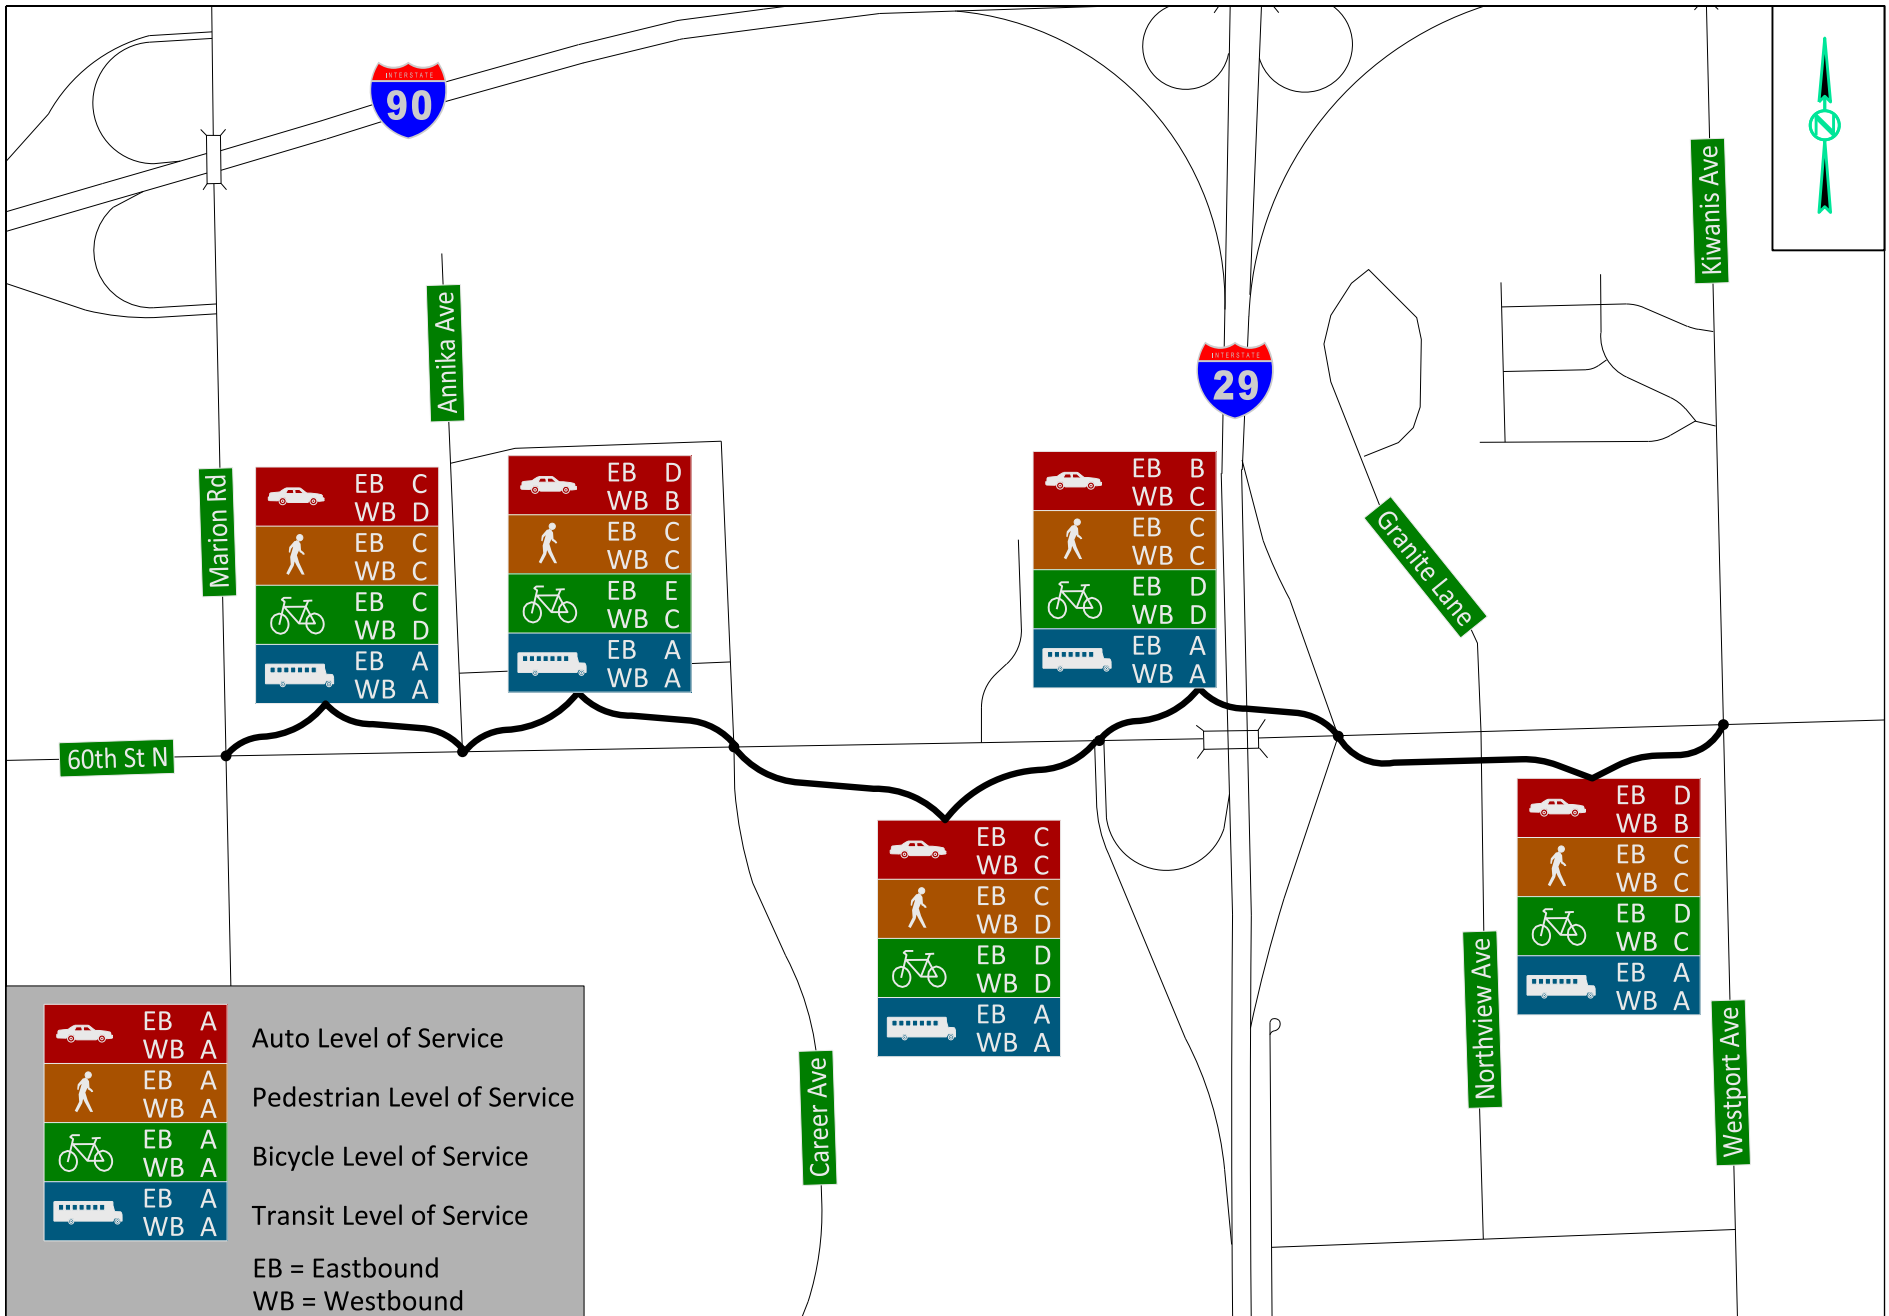 INTERSTATE
90
Kiwanis Ave
N
Annika Ave
INTERSTATE
29
Marion Rd
EB C
WB D
EB C
WB C
EB C
WB D
EB A
WB A
EB D
WB B
EB C
WB C
EB E
WB C
EB A
WB A
EB B
WB C
EB C
WB C
EB D
WB D
EB A
WB A
Granite Lane
60th St N
EB C
WB C
EB C
WB D
EB D
WB D
EB A
WB A
EB D
WB B
EB C
WB C
EB D
WB C
EB A
WB A
Career Ave
Northview Ave
Westport Ave
EB A
WB A
Auto Level of Service
EB A
WB A
Pedestrian Level of Service
EB A
WB A
Bicycle Level of Service
EB A
WB A
Transit Level of Service
EB = Eastbound
WB = Westbound